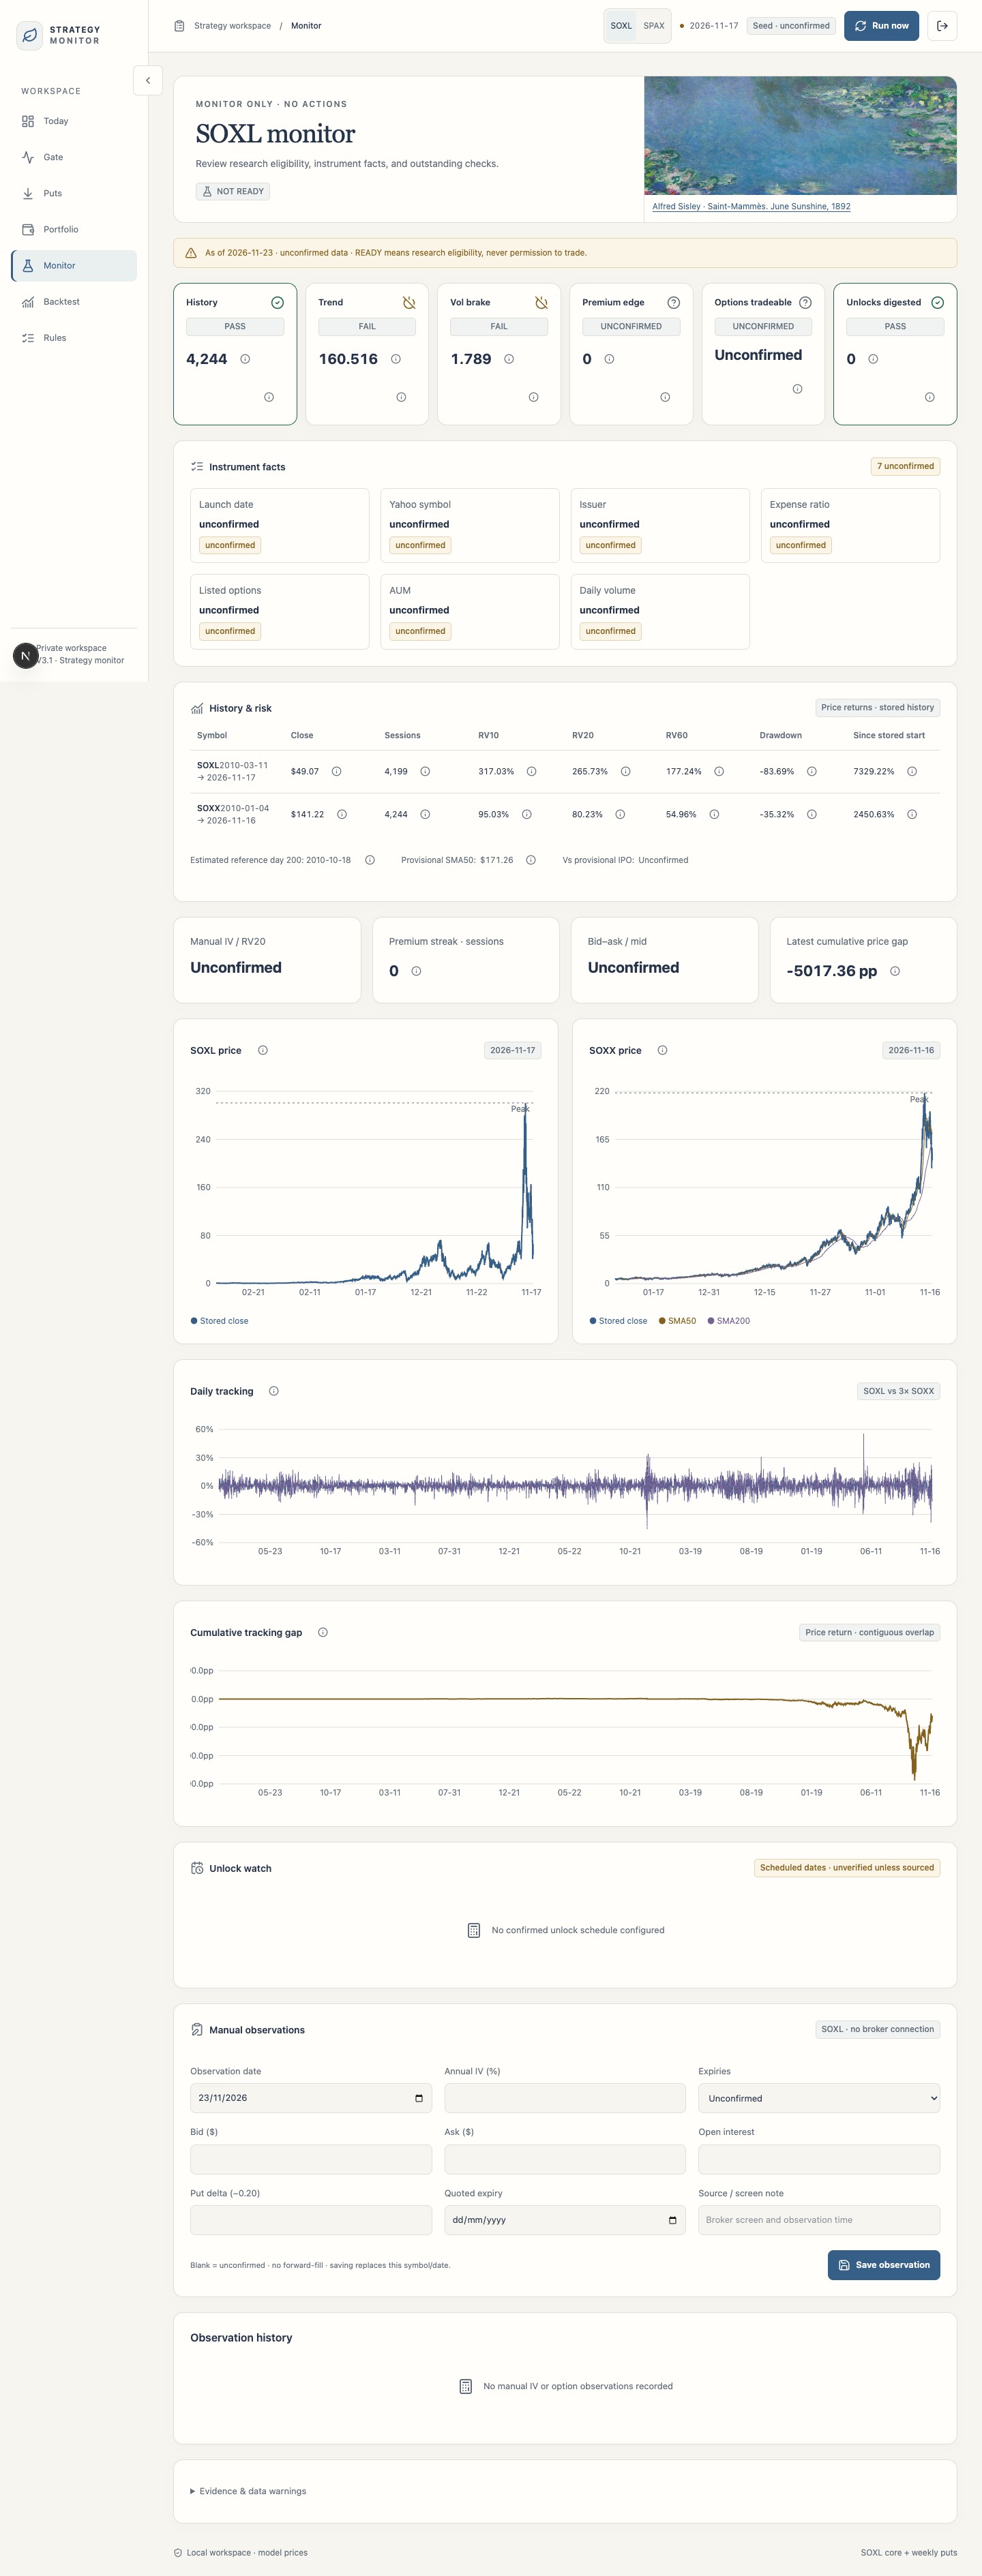 STRATEGY
MONITOR
WORKSPACE
Today
Gate
Puts
Portfolio
Monitor
Backtest
Rules
Private workspace
V3.1 · Strategy monitor
Strategy workspace / Monitor
SOXL SPAX
2026-11-17
Seed · unconfirmed
Run now
MONITOR ONLY · NO ACTIONS
SOXL monitor
Review research eligibility, instrument facts, and outstanding checks.
NOT READY
Alfred Sisley · Saint-Mammès. June Sunshine, 1892
As of 2026-11-23 · unconfirmed data · READY means research eligibility, never permission to trade.
History
PASS
4,244
Trend
FAIL
160.516
Vol brake
FAIL
1.789
Premium edge
UNCONFIRMED
0
Options tradeable
UNCONFIRMED
Unconfirmed
Unlocks digested
PASS
0
Instrument facts
7 unconfirmed
Launch date
unconfirmed
unconfirmed
Yahoo symbol
unconfirmed
unconfirmed
Issuer
unconfirmed
unconfirmed
Expense ratio
unconfirmed
unconfirmed
Listed options
unconfirmed
unconfirmed
AUM
unconfirmed
unconfirmed
Daily volume
unconfirmed
unconfirmed
History & risk
Price returns · stored history
Symbol Close Sessions RV10 RV20 RV60 Drawdown Since stored start
SOXL2010-03-11
→ 2026-11-17
$49.07 4,199 317.03% 265.73% 177.24% -83.69% 7329.22%
SOXX2010-01-04
→ 2026-11-16
$141.22 4,244 95.03% 80.23% 54.96% -35.32% 2450.63%
Estimated reference day 200: 2010-10-18
Provisional SMA50: $171.26
Vs provisional IPO: Unconfirmed
Manual IV / RV20
Unconfirmed
Premium streak · sessions
0
Bid–ask / mid
Unconfirmed
Latest cumulative price gap
-5017.36 pp
SOXL price
2026-11-17
320
Peak
240
160
80
0
02-21 02-11 01-17 12-21 11-22 11-17
Stored close
SOXX price
2026-11-16
220
Peak
165
110
55
0
01-17 12-31 12-15 11-27 11-01 11-16
Stored close SMA50 SMA200
Daily tracking
SOXL vs 3× SOXX
60%
30%
0%
-30%
-60%
05-23 10-17 03-11 07-31 12-21 05-22 10-21 03-19 08-19 01-19 06-11 11-16
Cumulative tracking gap
Price return · contiguous overlap
0.0pp
0.0pp
0.0pp
0.0pp
0.0pp
05-23 10-17 03-11 07-31 12-21 05-22 10-21 03-19 08-19 01-19 06-11 11-16
Unlock watch
Scheduled dates · unverified unless sourced
No confirmed unlock schedule configured
Manual observations
SOXL · no broker connection
Observation date
23/11/2026
Annual IV (%)
Expiries
Unconfirmed
Bid ($)
Ask ($)
Open interest
Put delta (−0.20)
Quoted expiry
dd/mm/yyyy
Source / screen note
Broker screen and observation time
Blank = unconfirmed · no forward-fill · saving replaces this symbol/date.
Save observation
Observation history
No manual IV or option observations recorded
Evidence & data warnings
Local workspace · model prices
SOXL core + weekly puts